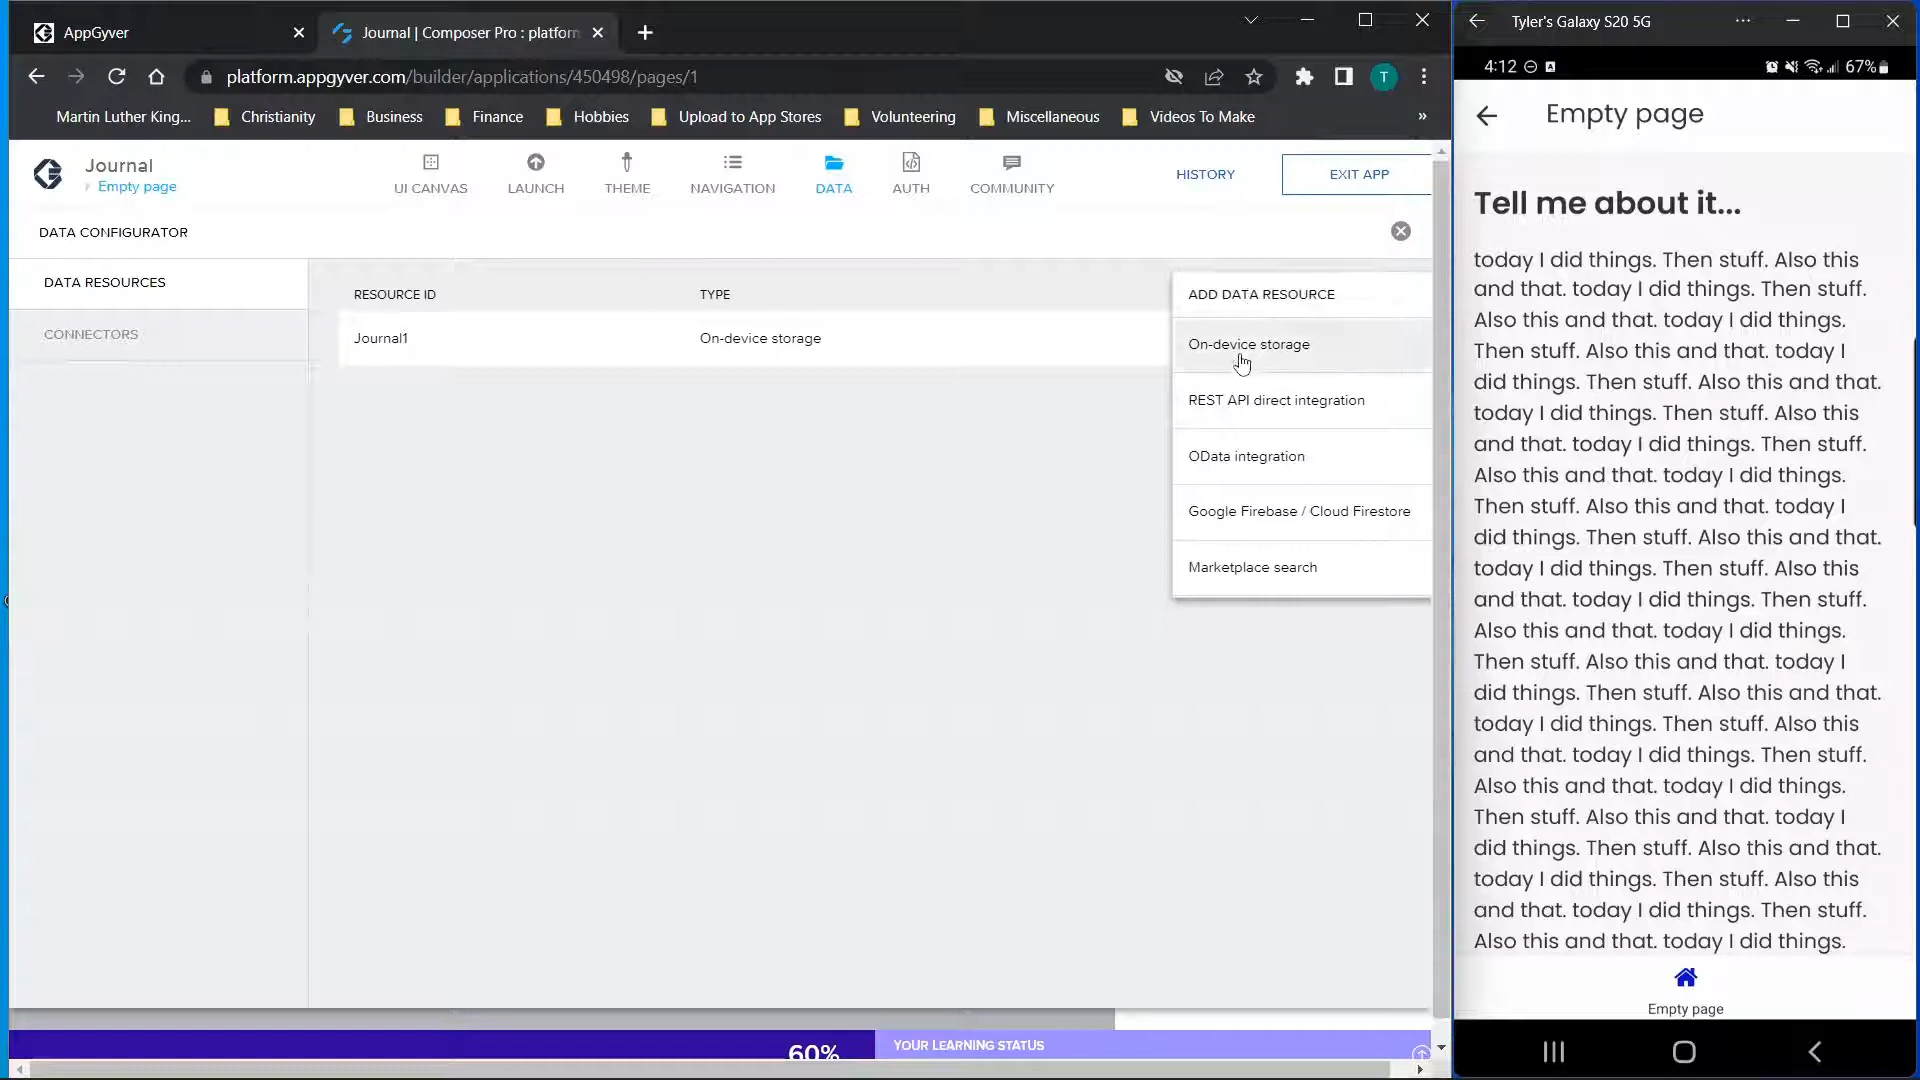 AppGyver
Journal | Composer Pro : platforn
platform.appgyver.com/builder/applications/450498/pages/1
T
Martin Luther King...
Christianity
Business
Finance
Hobbies
Upload to App Stores
Volunteering
Miscellaneous
Videos To Make
»
Journal
Empty page
UI CANVAS
LAUNCH
THEME
NAVIGATION
DATA
AUTH
COMMUNITY
HISTORY
EXIT APP
DATA CONFIGURATOR
DATA RESOURCES
CONNECTORS
RESOURCE ID
TYPE
Journal1
On-device storage
ADD DATA RESOURCE
On-device storage
REST API direct integration
OData integration
Google Firebase / Cloud Firestore
Marketplace search
60%
YOUR LEARNING STATUS
Tyler's Galaxy S20 5G
4:12
67%
Empty page
Tell me about it...
today I did things. Then stuff. Also this
and that. today I did things. Then stuff.
Also this and that. today I did things.
Then stuff. Also this and that. today I
did things. Then stuff. Also this and that.
today I did things. Then stuff. Also this
and that. today I did things. Then stuff.
Also this and that. today I did things.
Then stuff. Also this and that. today I
did things. Then stuff. Also this and that.
today I did things. Then stuff. Also this
and that. today I did things. Then stuff.
Also this and that. today I did things.
Then stuff. Also this and that. today I
did things. Then stuff. Also this and that.
today I did things. Then stuff. Also this
and that. today I did things. Then stuff.
Also this and that. today I did things.
Then stuff. Also this and that. today I
did things. Then stuff. Also this and that.
today I did things. Then stuff. Also this
and that. today I did things. Then stuff.
Also this and that. today I did things.
Empty page